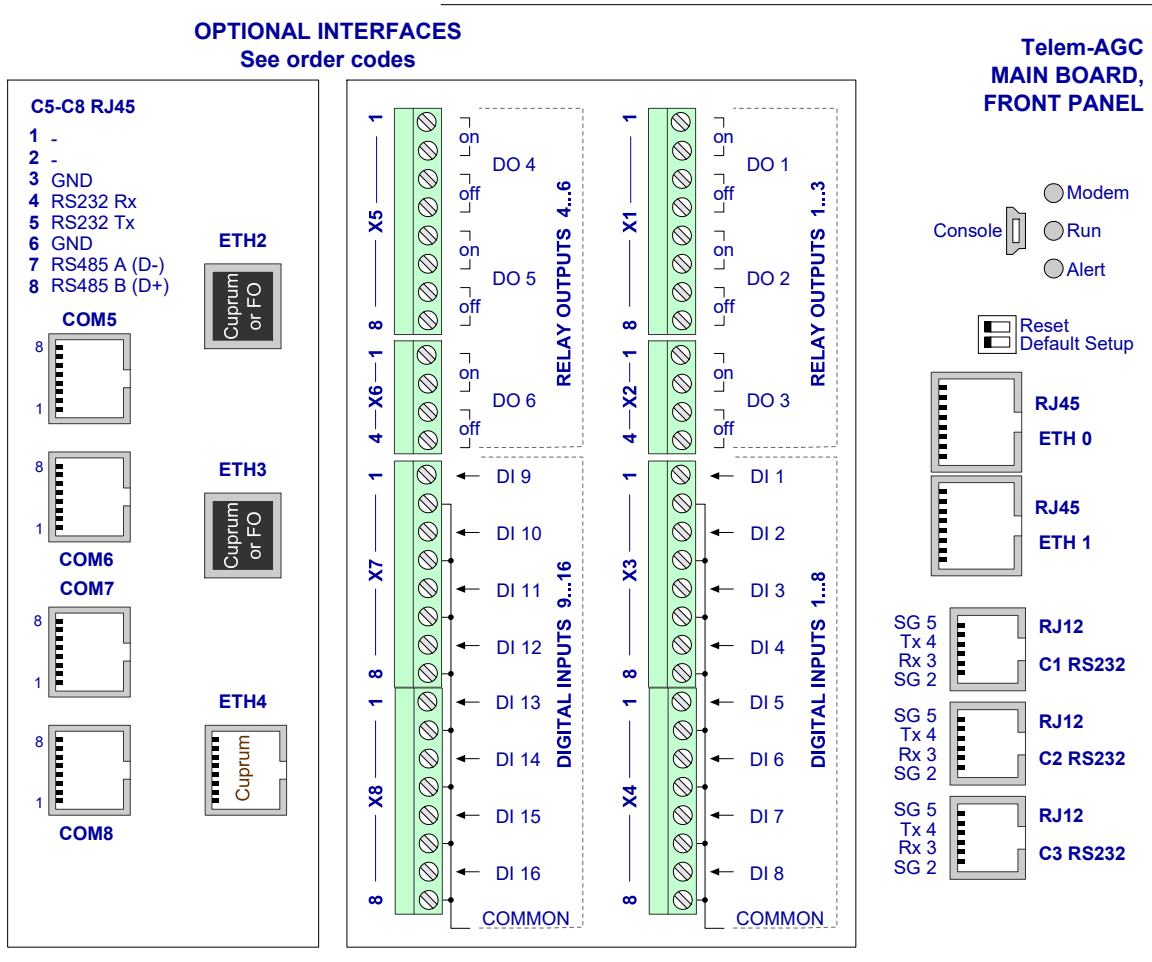 OPTIONAL INTERFACES
See order codes
C5-C8 RJ45
1 -
2 -
3 GND
4 RS232 Rx
5 RS232 Tx
6 GND
7 RS485 A (D-)
8 RS485 B (D+)
COM5
8
1
8
1
COM6
COM7
8
1
8
1
COM8
ETH2
Cuprum
or FO
ETH3
Cuprum
or FO
ETH4
Cuprum
1
X5
8
on
DO 4
off
on
DO 5
off
1
X6
4
on
DO 6
off
RELAY OUTPUTS 4...6
1
X7
8
DI 9
DI 10
DI 11
DI 12
1
X8
8
DI 13
DI 14
DI 15
DI 16
COMMON
DIGITAL INPUTS 9...16
1
X1
8
on
DO 1
off
on
DO 2
off
1
X2
4
on
DO 3
off
RELAY OUTPUTS 1...3
1
X3
8
DI 1
DI 2
DI 3
DI 4
1
X4
8
DI 5
DI 6
DI 7
DI 8
COMMON
DIGITAL INPUTS 1...8
Telem-AGC
MAIN BOARD,
FRONT PANEL
Console
Modem
Run
Alert
Reset
Default Setup
RJ45
ETH 0
RJ45
ETH 1
SG 5
Tx 4
Rx 3
SG 2
RJ12
C1 RS232
SG 5
Tx 4
Rx 3
SG 2
RJ12
C2 RS232
SG 5
Tx 4
Rx 3
SG 2
RJ12
C3 RS232